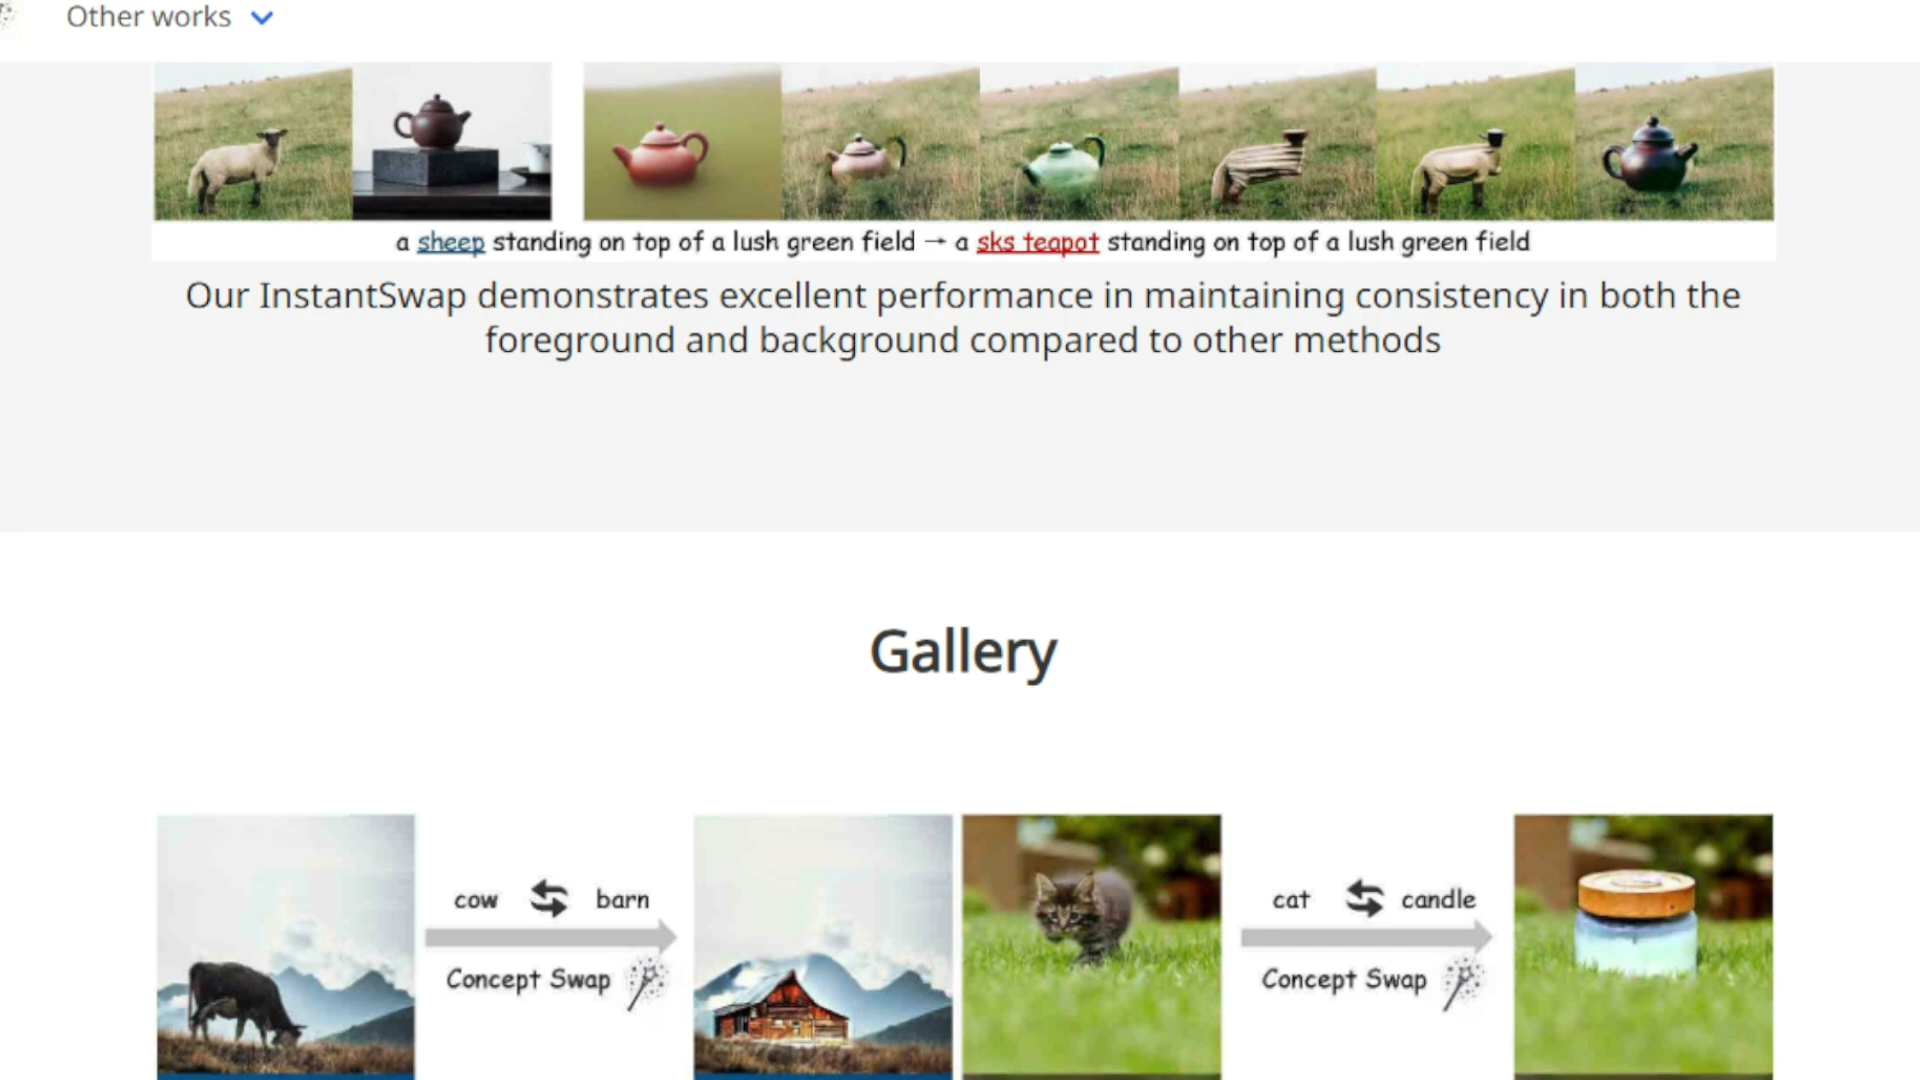 Other works
a sheep standing on top of a lush green field → a sks teapot standing on top of a lush green field
Our InstantSwap demonstrates excellent performance in maintaining consistency in both the
foreground and background compared to other methods
Gallery
cow barn
Concept Swap
cat candle
Concept Swap